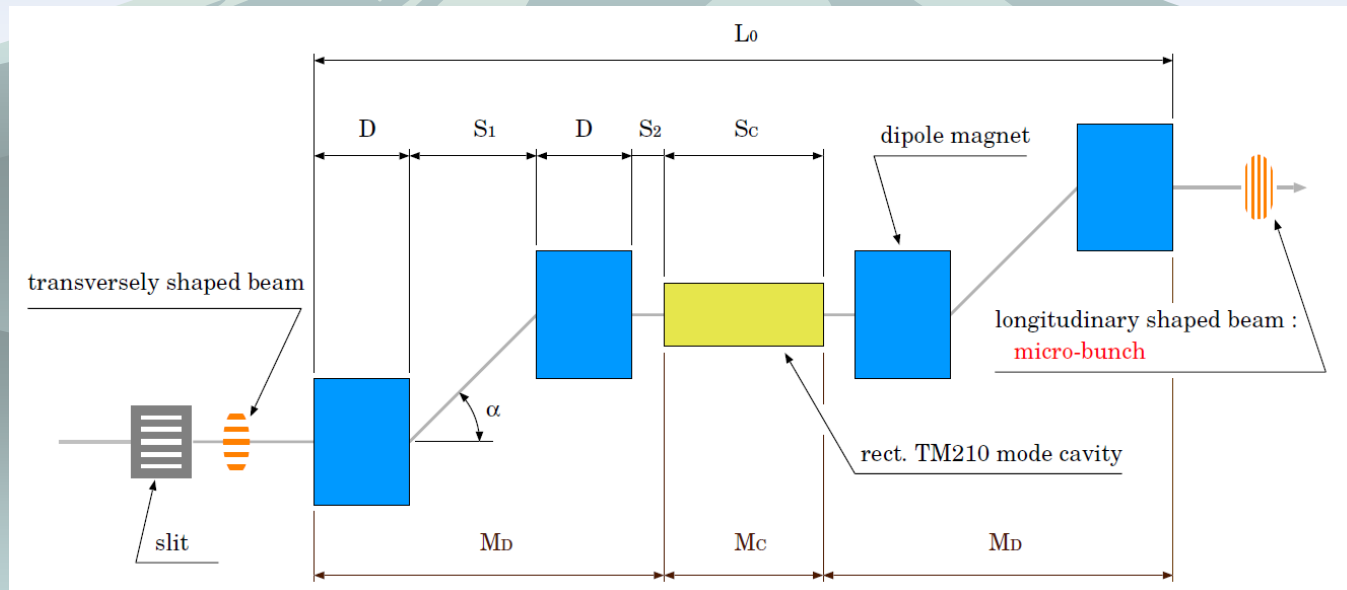 L0
D
S1
D
S2
Sc
dipole magnet
transversely shaped beam
α
longitudinary shaped beam :
micro-bunch
rect. TM210 mode cavity
slit
MD
MC
MD